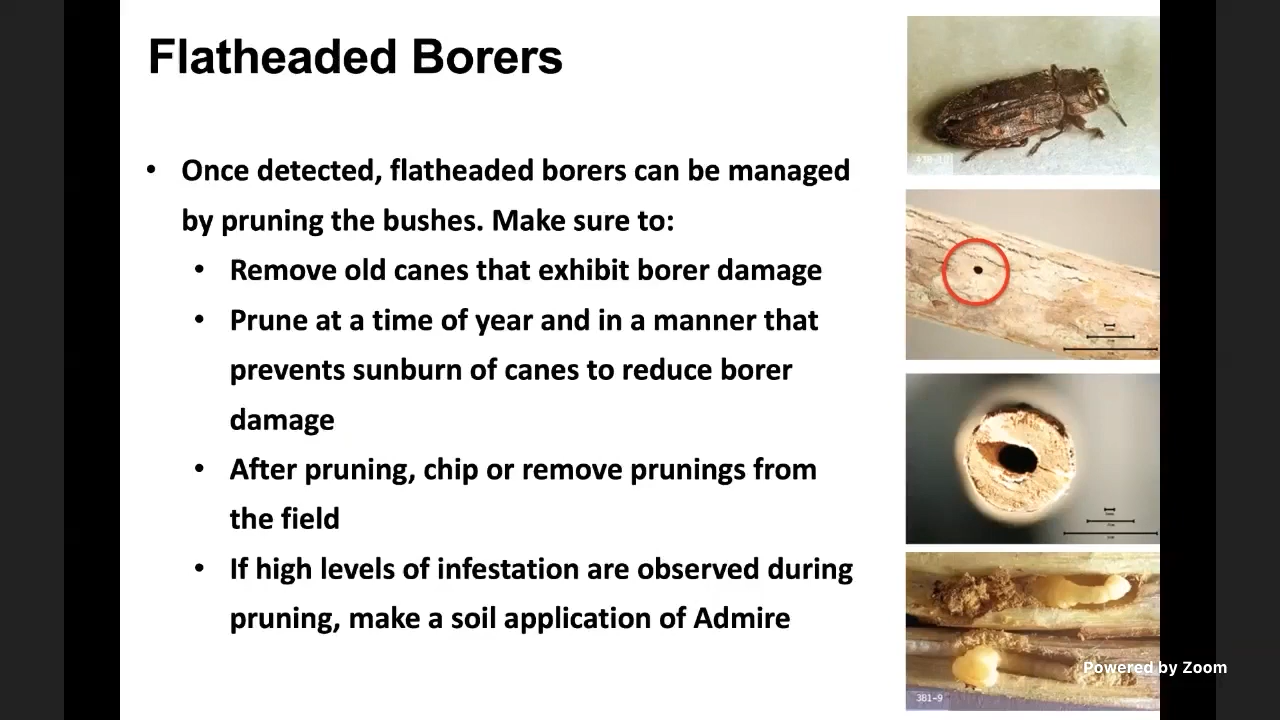 Flatheaded Borers
• Once detected, flatheaded borers can be managed
by pruning the bushes. Make sure to:
• Remove old canes that exhibit borer damage
• Prune at a time of year and in a manner that
prevents sunburn of canes to reduce borer
damage
• After pruning, chip or remove prunings from
the field
• If high levels of infestation are observed during
pruning, make a soil application of Admire
Powered by Zoom
381-9